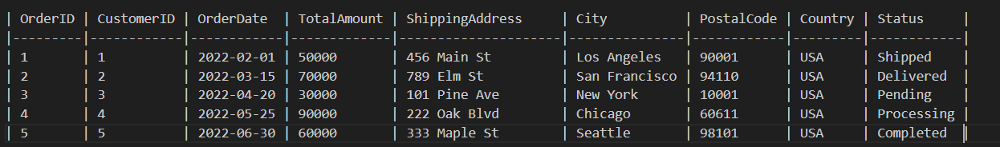 | OrderID | CustomerID | OrderDate  | TotalAmount | ShippingAddress     | City          | PostalCode | Country | Status     |
|---------|------------|------------|-------------|---------------------|---------------|------------|---------|------------|
| 1       | 1          | 2022-02-01 | 50000       | 456 Main St         | Los Angeles   | 90001      | USA     | Shipped    |
| 2       | 2          | 2022-03-15 | 70000       | 789 Elm St          | San Francisco | 94110      | USA     | Delivered  |
| 3       | 3          | 2022-04-20 | 30000       | 101 Pine Ave        | New York      | 10001      | USA     | Pending    |
| 4       | 4          | 2022-05-25 | 90000       | 222 Oak Blvd        | Chicago       | 60611      | USA     | Processing |
| 5       | 5          | 2022-06-30 | 60000       | 333 Maple St        | Seattle       | 98101      | USA     | Completed  |